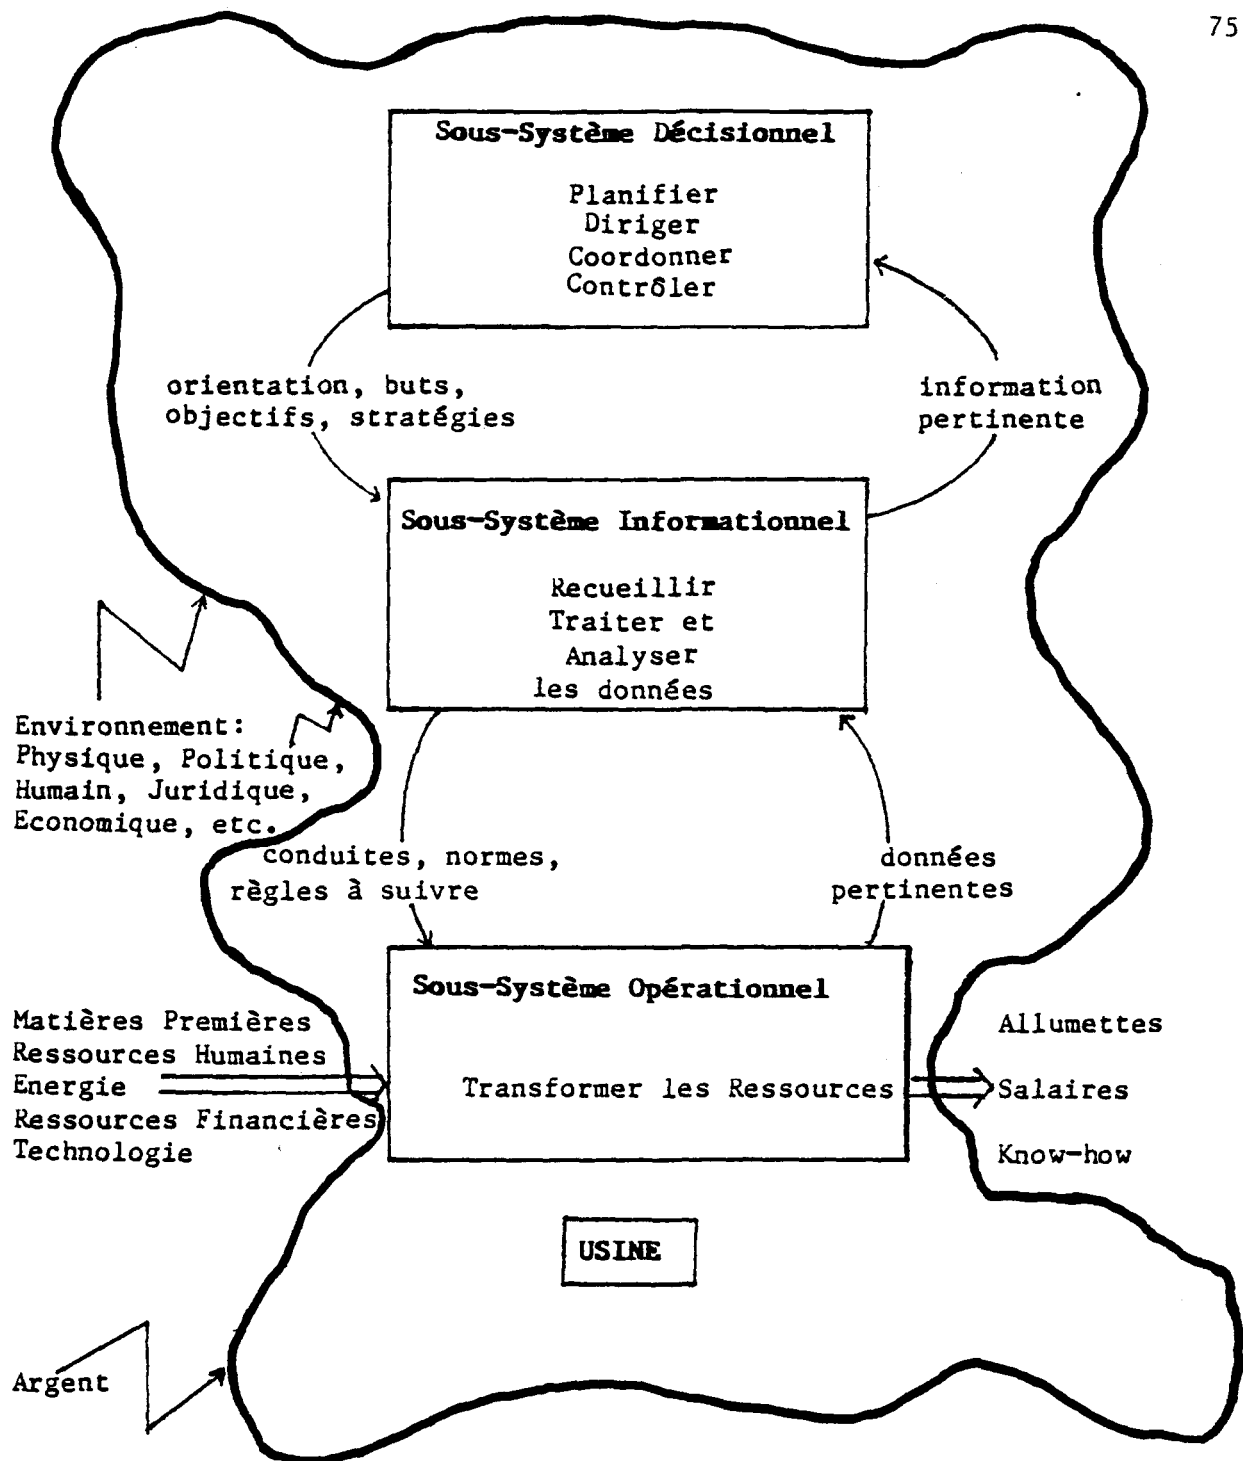 75
Sous-Système Décisionnel
Planifier
Diriger
Coordonner
Contrôler
orientation, buts,
objectifs, stratégies
information
pertinente
Sous-Système Informationnel
Recueillir
Traiter et
Analyser
les données
Environnement:
Physique, Politique,
Humain, Juridique,
Economique, etc.
conduites, normes,
règles à suivre
données
pertinentes
Sous-Système Opérationnel
Transformer les Ressources
Matières Premières
Ressources Humaines
Energie
Ressources Financières
Technologie
Allumettes
Salaires
Know-how
USINE
Argent